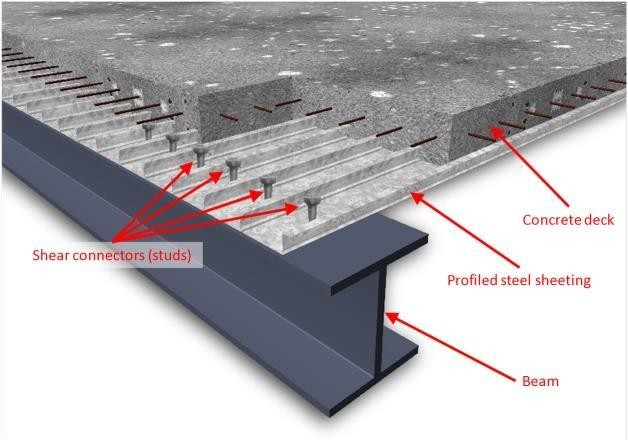 Concrete deck
Shear connectors (studs)
Profiled steel sheeting
Beam